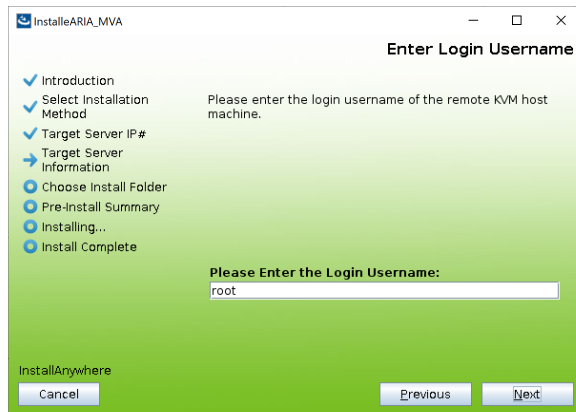 InstalleARIA_MVA
Enter Login Username
Introduction
Select Installation
Method
Target Server IP#
Target Server
Information
Choose Install Folder
Pre-Install Summary
Installing...
Install Complete
Please enter the login username of the remote KVM host
machine.
Please Enter the Login Username:
root
InstallAnywhere
Cancel
Previous
Next